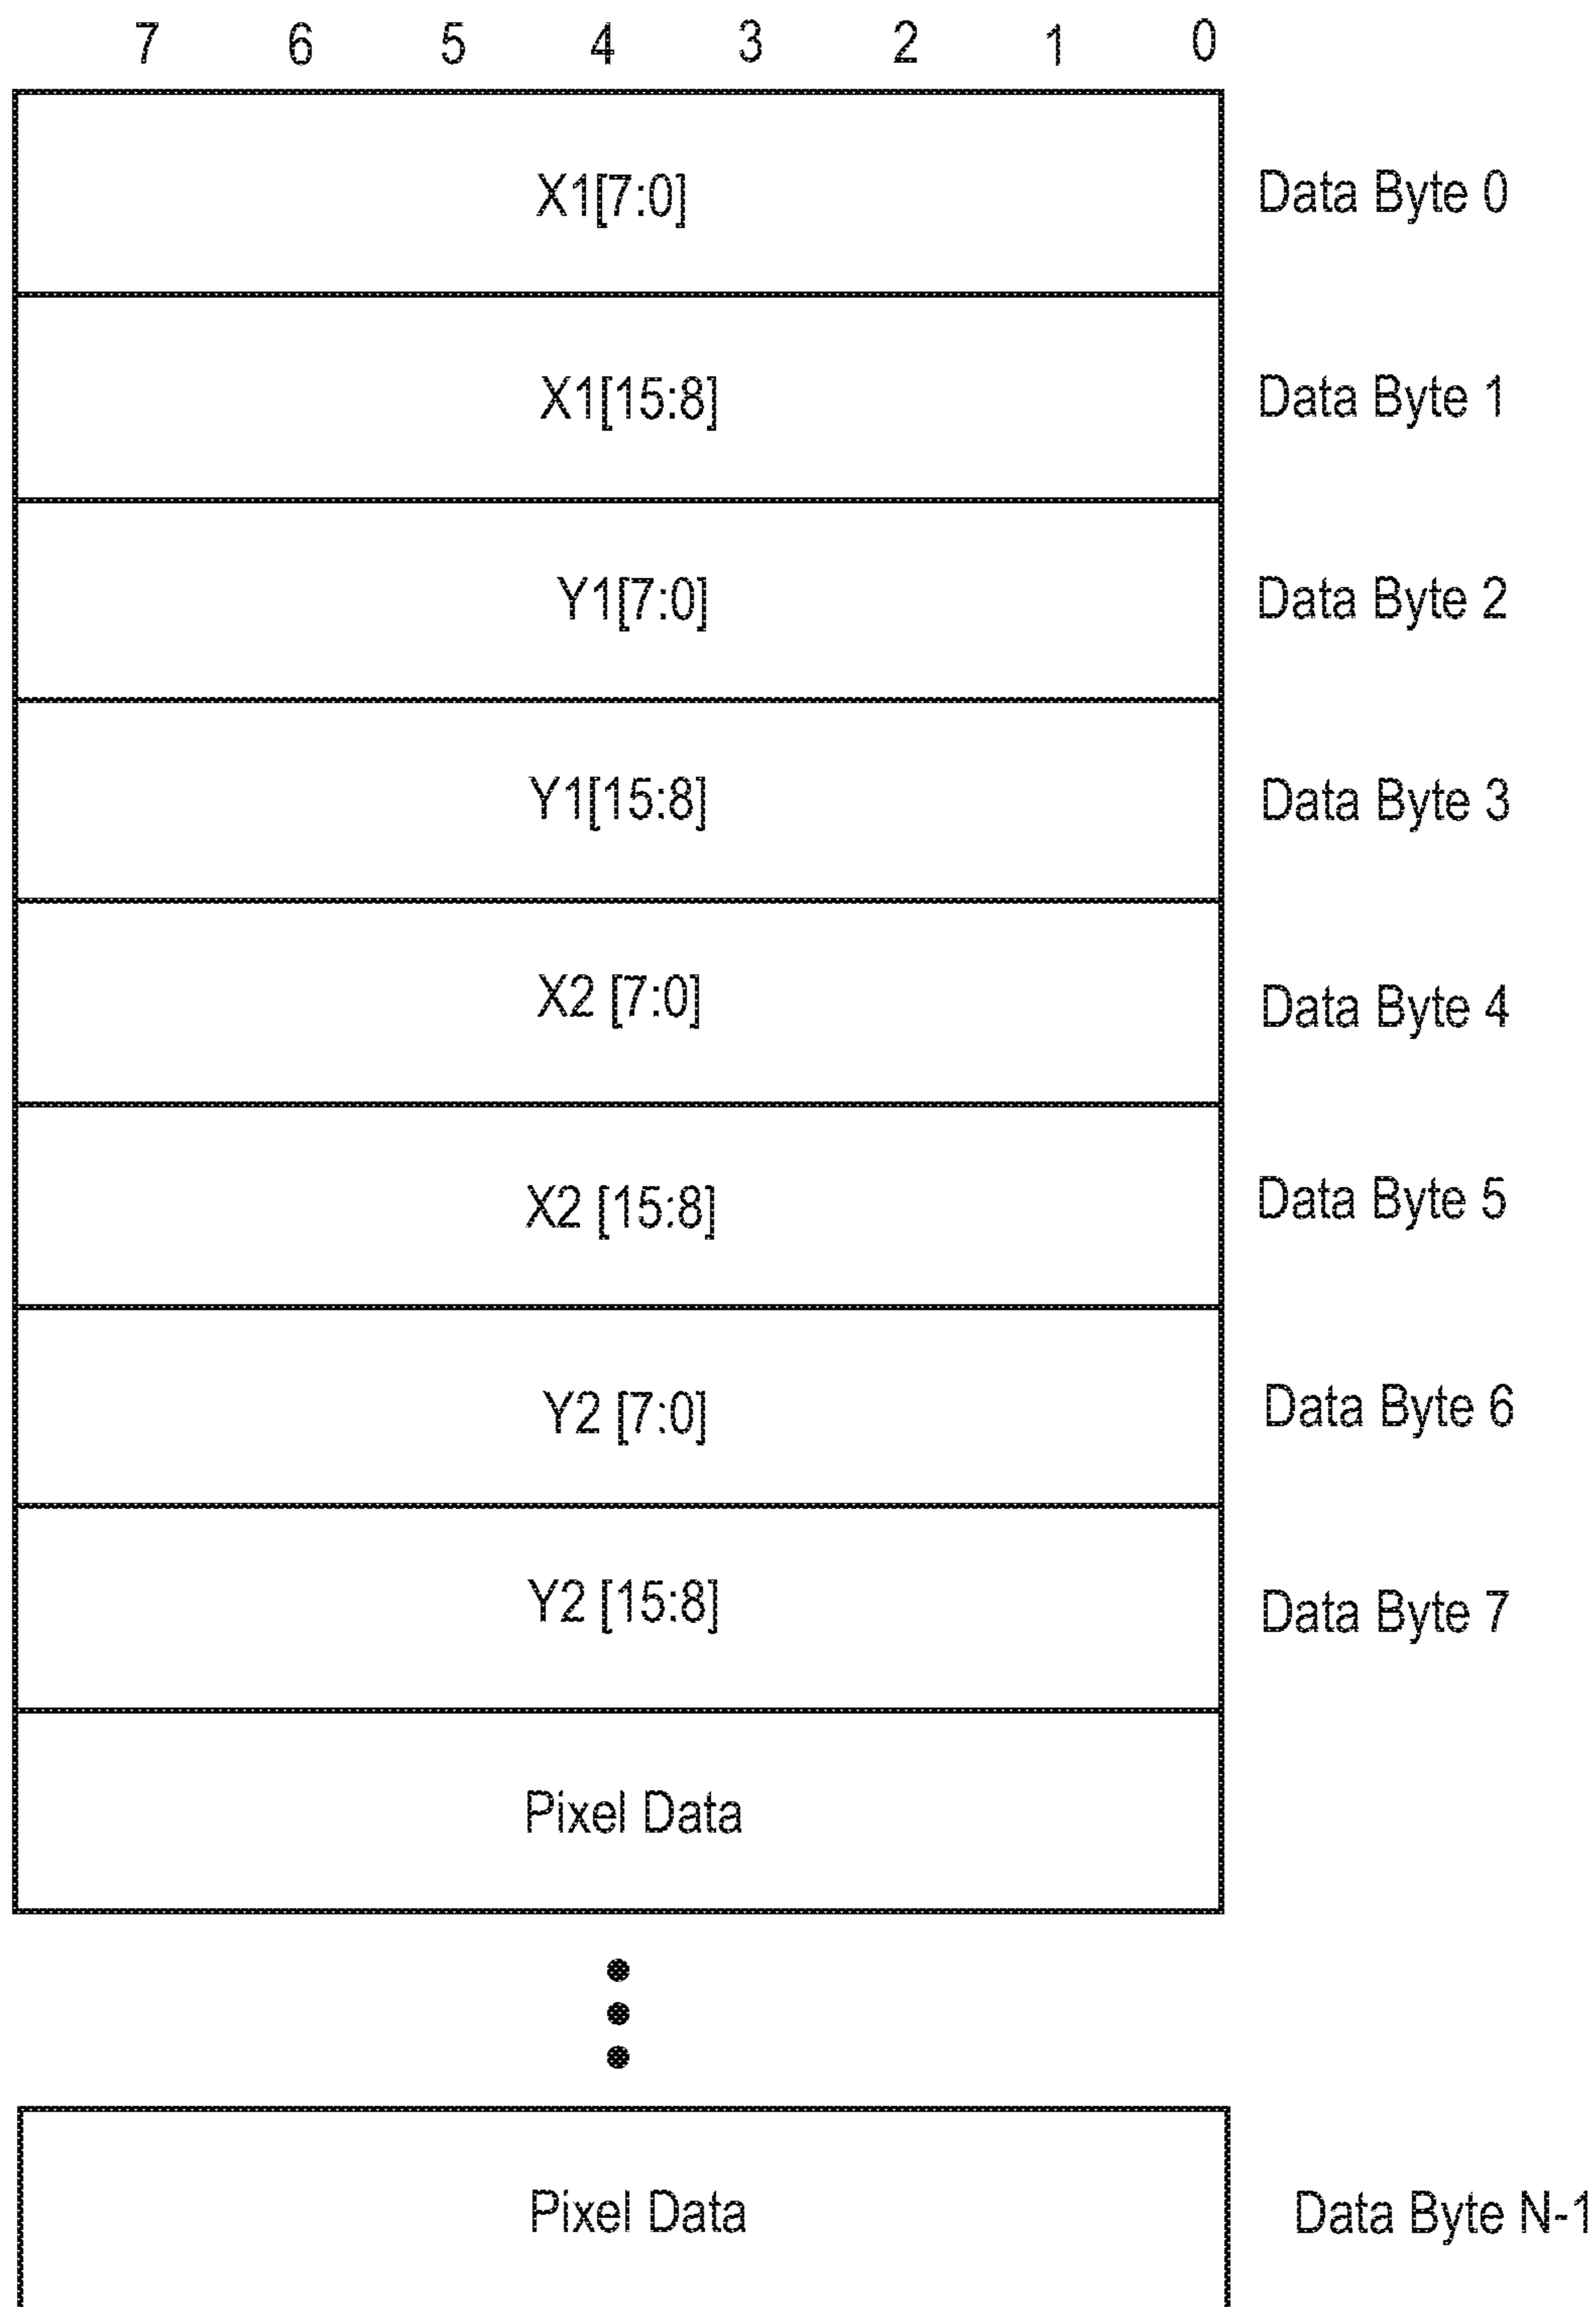 7 6 5 4 3 2 1 0
X1[7:0] Data Byte 0
X1[15:8] Data Byte 1
Y1[7:0] Data Byte 2
Y1[15:8] Data Byte 3
X2 [7:0] Data Byte 4
X2 [15:8] Data Byte 5
Y2 [7:0] Data Byte 6
Y2 [15:8] Data Byte 7
Pixel Data
Pixel Data Data Byte N-1